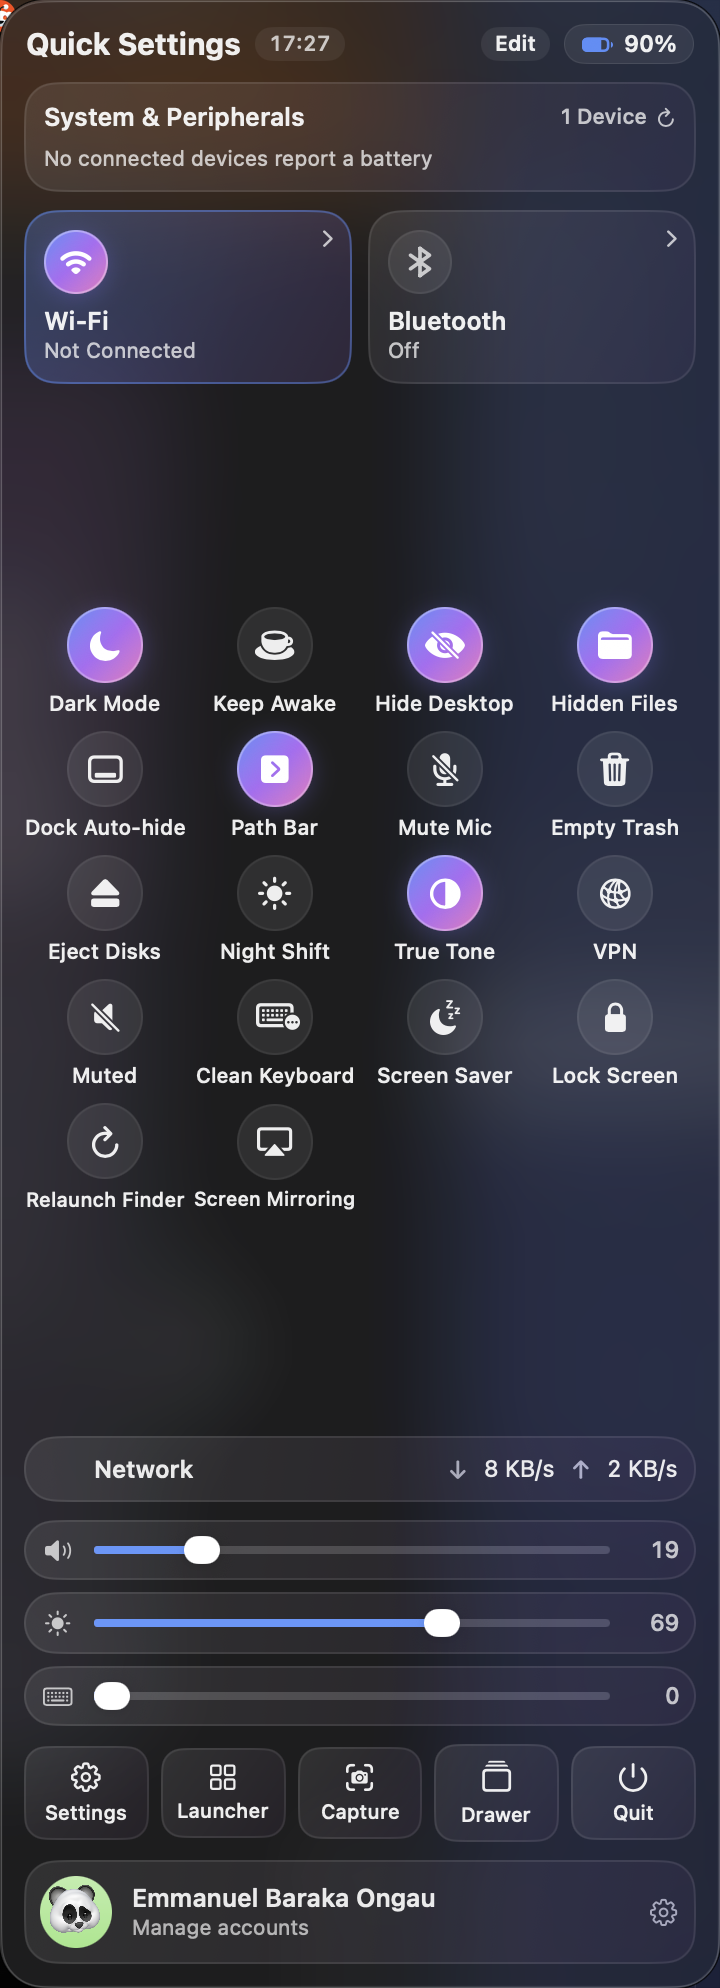 Quick Settings 17:27 Edit 90%
System & Peripherals 1 Device
No connected devices report a battery
Wi-Fi
Not Connected
Bluetooth
Off
Dark Mode Keep Awake Hide Desktop Hidden Files
Dock Auto-hide Path Bar Mute Mic Empty Trash
Eject Disks Night Shift True Tone VPN
Muted Clean Keyboard Screen Saver Lock Screen
Relaunch Finder Screen Mirroring
Network ↓ 8 KB/s ↑ 2 KB/s
19
69
0
Settings Launcher Capture Drawer Quit
Emmanuel Baraka Ongau
Manage accounts